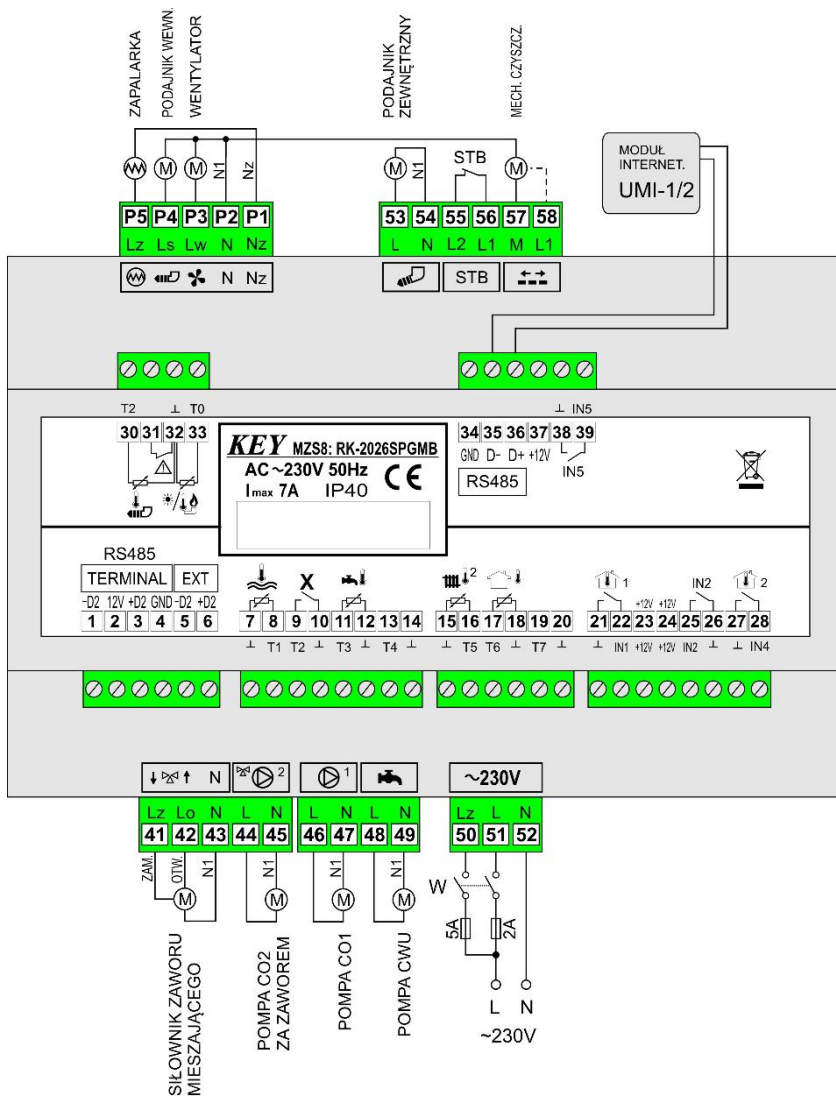 ZAPALARKA
PODAJNIK WEWN.
WENTYLATOR
N1
Nz
PODAJNIK
ZEWNĘTRZNY
N1
STB
MECH. CZYSZCZ.
M M M M
MODUŁ
INTERNET.
UMI-1/2
P5 P4 P3 P2 P1
Lz Ls Lw N Nz
N Nz
53 54 55 56 57 58
L N L2 L1 M L1
STB
T2 ⊥ T0
30 31 32 33
KEY MZS8: RK-2026SPGMB
AC ~230V 50Hz
Imax 7A IP40 CE
⊥ IN5
34 35 36 37 38 39
GND D- D+ +12V
RS485
IN5
RS485
TERMINAL EXT
-D2 12V +D2 GND -D2 +D2
1 2 3 4 5 6
X
7 8 9 10 11 12 13 14
⊥ T1 T2 ⊥ T3 ⊥ T4 ⊥
2
15 16 17 18 19 20
⊥ T5 T6 ⊥ T7 ⊥
1 +12V +12V IN2 2
21 22 23 24 25 26 27 28
⊥ IN1 +12V +12V IN2 ⊥ ⊥ IN4
N 2 1 ~230V
Lz Lo N L N L N L N Lz L N
41 42 43 44 45 46 47 48 49 50 51 52
ZAM.
OTW.
N1
N1
N1
N1
M M M M
W
5A
2A
L N
~230V
SIŁOWNIK ZAWORU
MIESZAJĄCEGO
POMPA CO2
ZA ZAWOREM
POMPA CO1
POMPA CWU